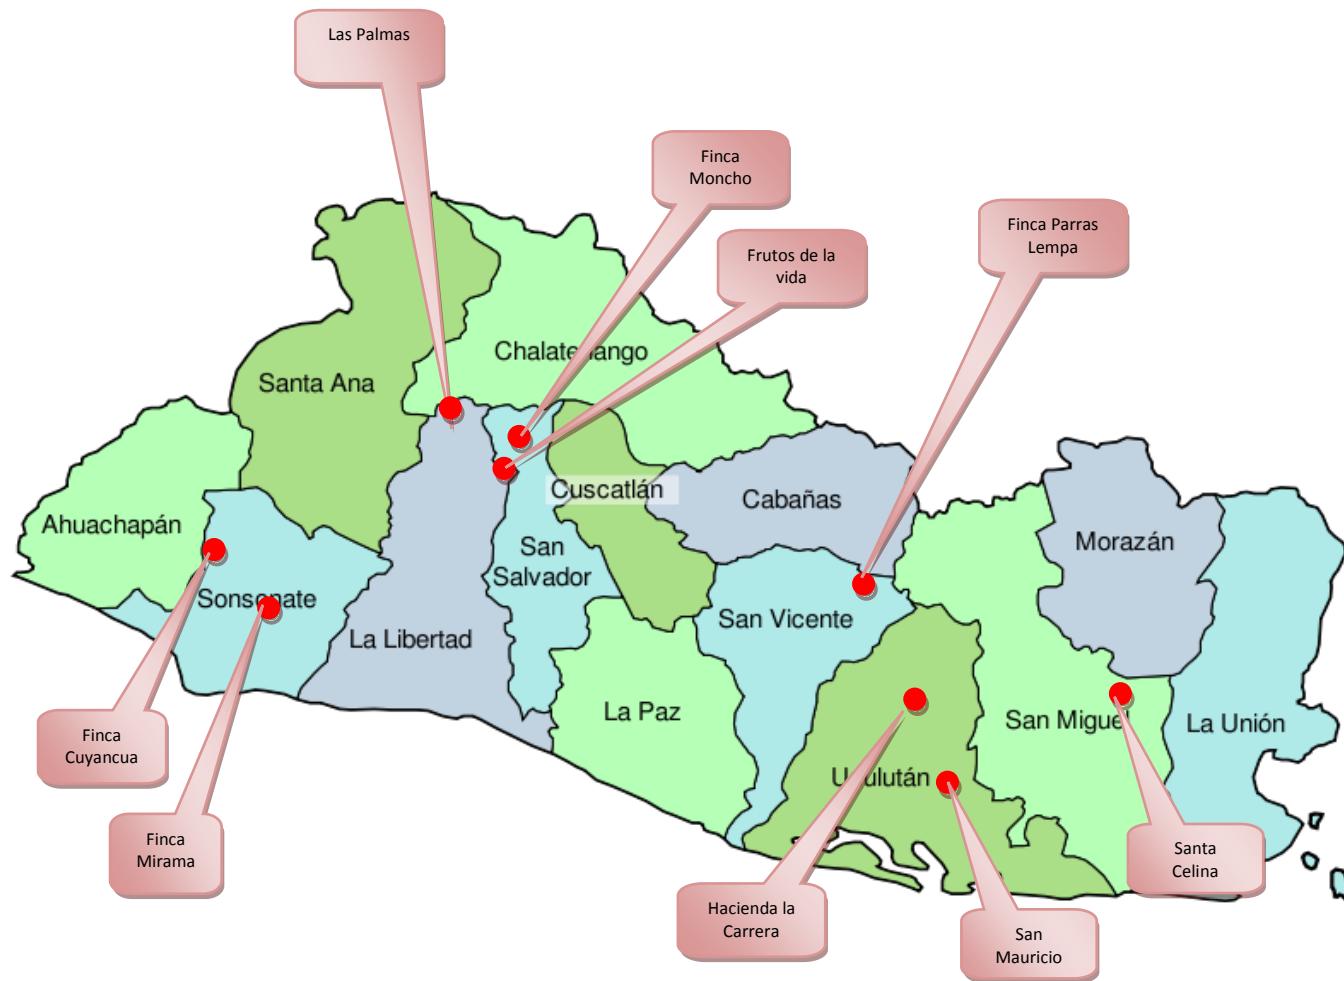 Las Palmas
Finca
Moncho
Finca Parras
Lempa
Frutos de la
vida
Chalatenango
Santa Ana
Cuscatlán
Cabañas
Ahuachapán
Morazán
San
Salvador
Sonsonate
San Vicente
La Libertad
La Paz
San Miguel
La Unión
Finca
Cuyancua
Usulután
Finca
Mirama
Santa
Celina
Hacienda la
Carrera
San
Mauricio